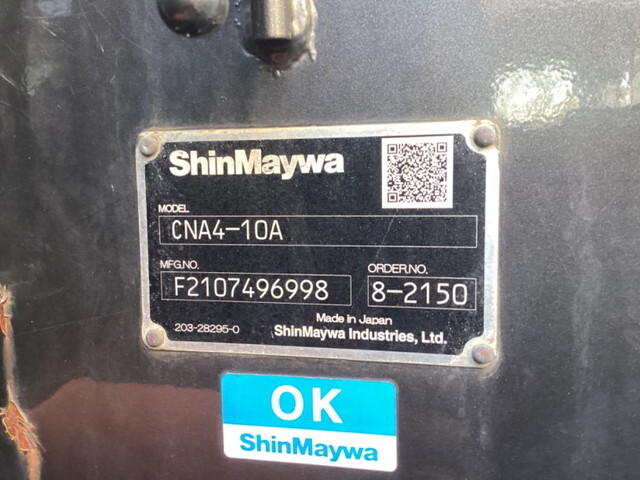 ShinMaywa
MODEL
CNA4-10A
MFG.NO. ORDER.NO.
F2107496998 8-2150
Made in Japan
203-28295-0 ShinMaywa Industries, Ltd.
OK
ShinMaywa